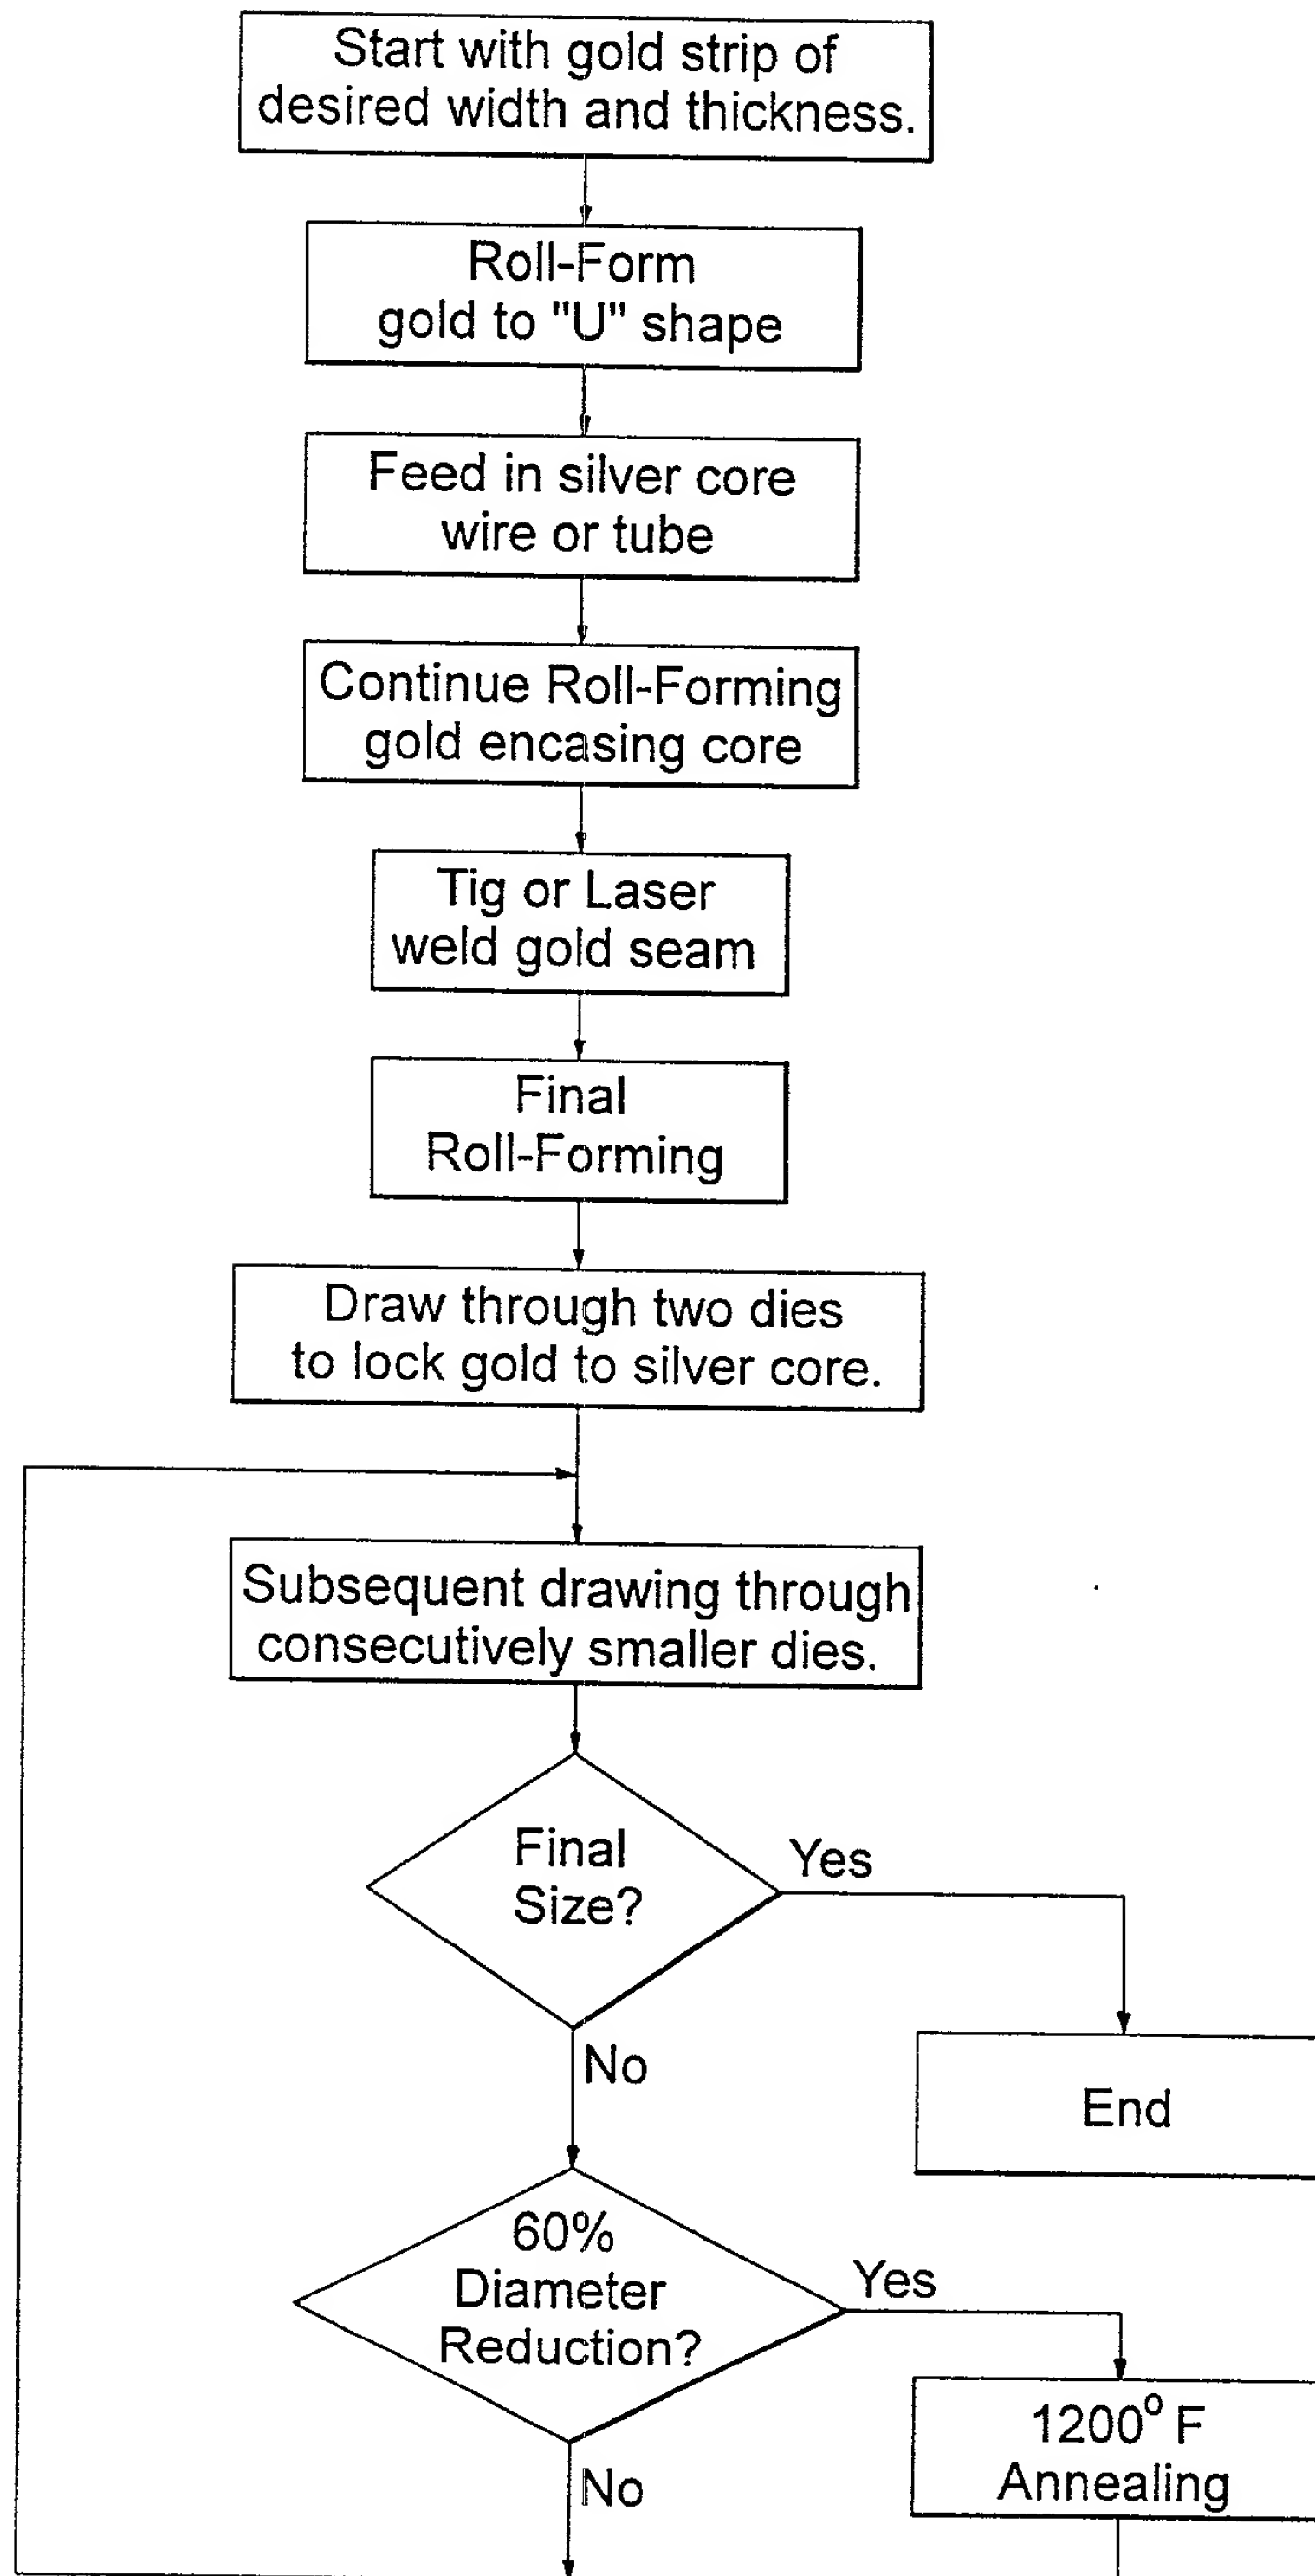 Start with gold strip of
desired width and thickness.
Roll-Form
gold to "U" shape
Feed in silver core
wire or tube
Continue Roll-Forming
gold encasing core
Tig or Laser
weld gold seam
Final
Roll-Forming
Draw through two dies
to lock gold to silver core.
Subsequent drawing through
consecutively smaller dies.
Final
Size?
Yes
No
End
60%
Diameter
Reduction?
Yes
No
1200° F
Annealing